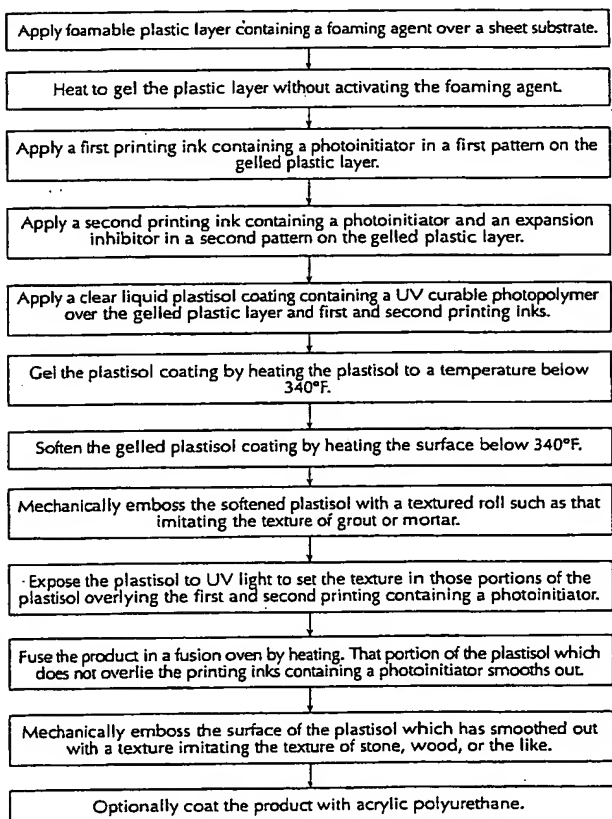 Apply foamable plastic layer containing a foaming agent over a sheet substrate.
Heat to gel the plastic layer without activating the foaming agent.
Apply a first printing ink containing a photoinitiator in a first pattern on the
gelled plastic layer.
Apply a second printing ink containing a photoinitiator and an expansion
inhibitor in a second pattern on the gelled plastic layer.
Apply a clear liquid plastisol coating containing a UV curable photopolymer
over the gelled plastic layer and first and second printing inks.
Gel the plastisol coating by heating the plastisol to a temperature below
340°F.
Soften the gelled plastisol coating by heating the surface below 340°F.
Mechanically emboss the softened plastisol with a textured roll such as that
imitating the texture of grout or mortar.
Expose the plastisol to UV light to set the texture in those portions of the
plastisol overlying the first and second printing containing a photoinitiator.
Fuse the product in a fusion oven by heating. That portion of the plastisol which
does not overlie the printing inks containing a photoinitiator smooths out.
Mechanically emboss the surface of the plastisol which has smoothed out
with a texture imitating the texture of stone, wood, or the like.
Optionally coat the product with acrylic polyurethane.